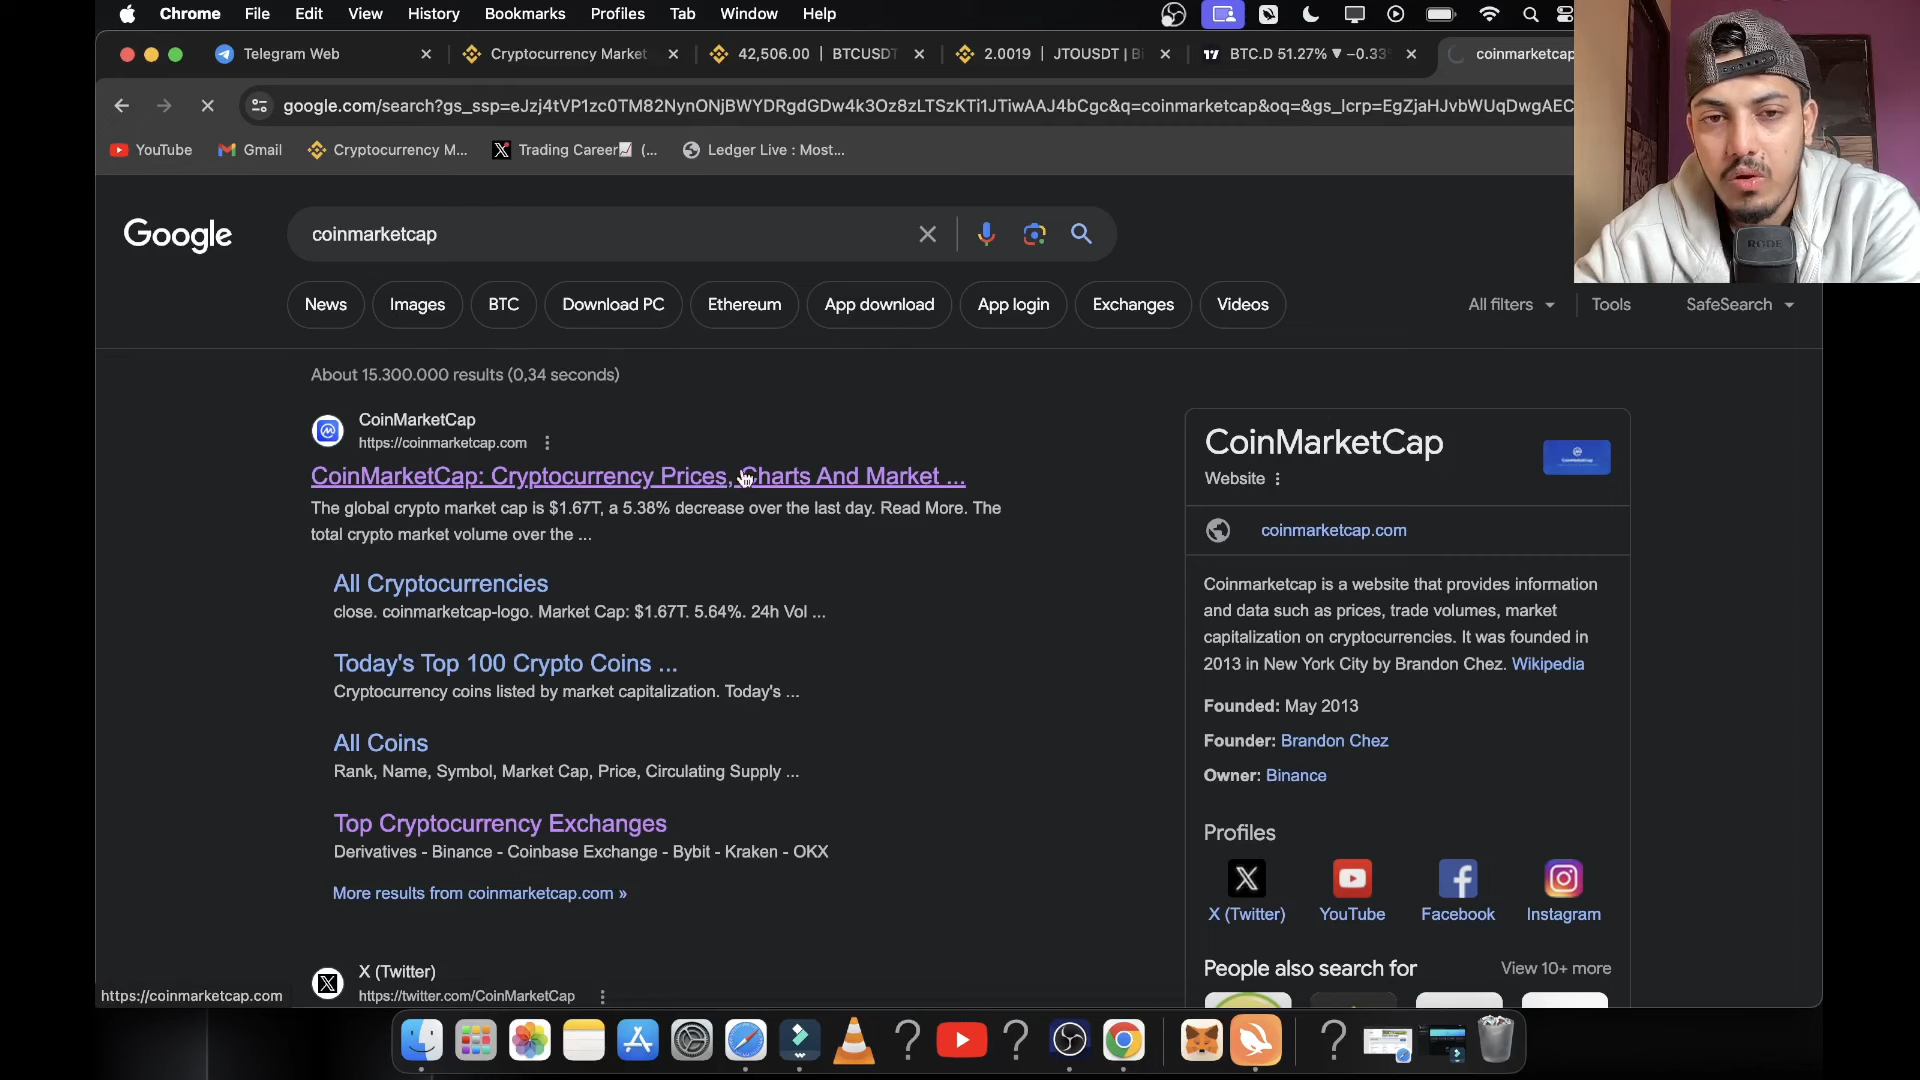 Chrome File Edit View History Bookmarks Profiles Tab Window Help
Telegram Web
Cryptocurrency Market
42,506.00 | BTCUSDT
2.0019 | JTOUSDT | Bi
BTC.D 51.27% ▼ −0.33
coinmarketcap
google.com/search?gs_ssp=eJzj4tVP1zc0TM82NynONjBWYDRgdGDw4k3Oz8zLTSzKTi1JTiwAAJ4bCgc&q=coinmarketcap&oq=&gs_lcrp=EgZjaHJvbWUqDwgAEC
YouTube
Gmail
Cryptocurrency M...
Trading Career📈 (...
Ledger Live : Most...
Google
coinmarketcap
News
Images
BTC
Download PC
Ethereum
App download
App login
Exchanges
Videos
All filters
Tools
SafeSearch
About 15.300.000 results (0,34 seconds)
CoinMarketCap
https://coinmarketcap.com
CoinMarketCap: Cryptocurrency Prices, Charts And Market ...
The global crypto market cap is $1.67T, a 5.38% decrease over the last day. Read More. The
total crypto market volume over the ...
All Cryptocurrencies
close. coinmarketcap-logo. Market Cap: $1.67T. 5.64%. 24h Vol ...
Today's Top 100 Crypto Coins ...
Cryptocurrency coins listed by market capitalization. Today's ...
All Coins
Rank, Name, Symbol, Market Cap, Price, Circulating Supply ...
Top Cryptocurrency Exchanges
Derivatives - Binance - Coinbase Exchange - Bybit - Kraken - OKX
More results from coinmarketcap.com »
X (Twitter)
https://twitter.com/CoinMarketCap
https://coinmarketcap.com
CoinMarketCap
Website
coinmarketcap.com
Coinmarketcap is a website that provides information
and data such as prices, trade volumes, market
capitalization on cryptocurrencies. It was founded in
2013 in New York City by Brandon Chez. Wikipedia
Founded: May 2013
Founder: Brandon Chez
Owner: Binance
Profiles
X (Twitter)
YouTube
Facebook
Instagram
People also search for
View 10+ more
RODE